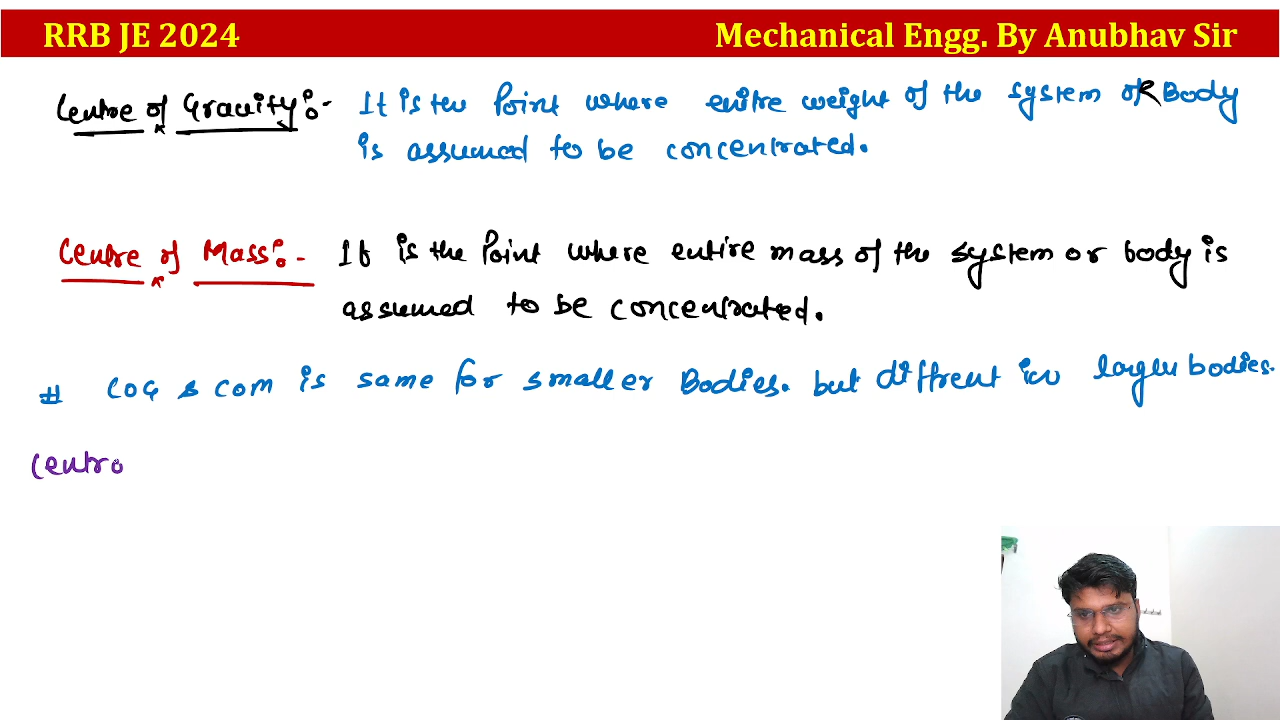 RRB JE 2024
Mechanical Engg. By Anubhav Sir
Centre of Gravity:- It is the Point where entire weight of the system oR Body
is assumed to be concentrated.
Centre of Mass:- It is the Point where entire mass of the system or body is
assumed to be concentrated.
# COG & COM is same for smaller Bodies. but diffrent in larger bodies.
Centro